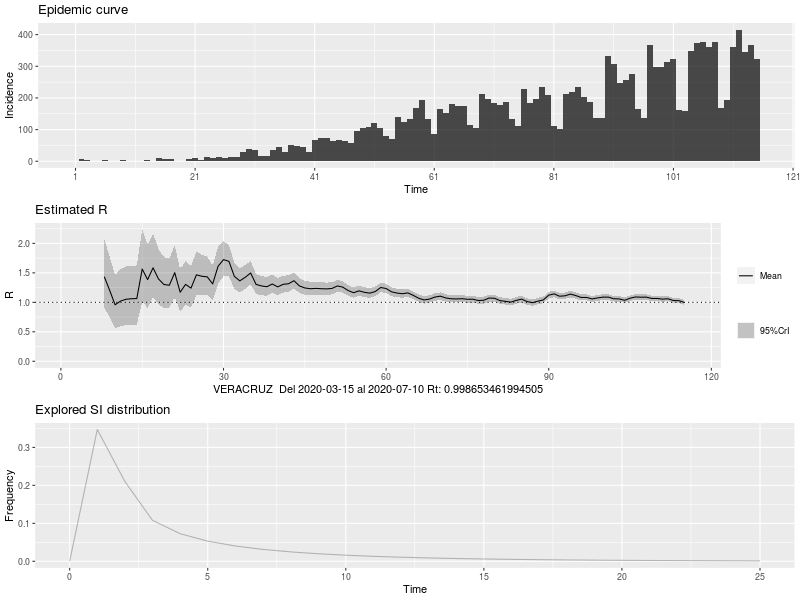 Epidemic curve
400
300
200
100
0
Incidence
1 21 41 61 81 101 121
Time
Estimated R
2.0
1.5
1.0
0.5
0.0
R
Mean
95%CrI
0 30 60 90 120
VERACRUZ Del 2020-03-15 al 2020-07-10 Rt: 0.998653461994505
Explored SI distribution
0.3
0.2
0.1
0.0
Frequency
0 5 10 15 20 25
Time